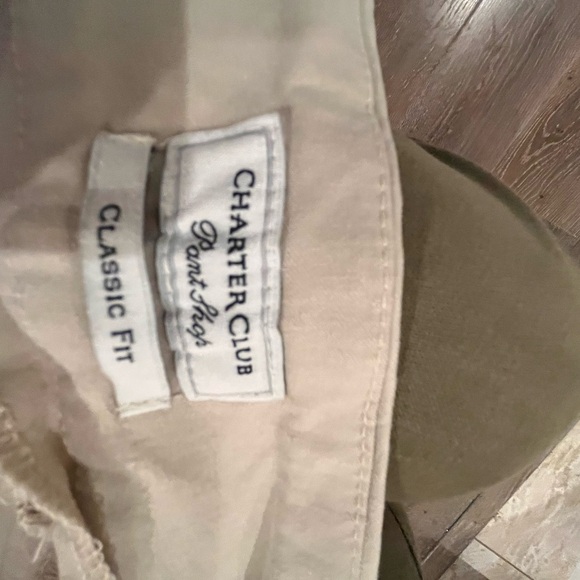 CHARTER CLUB
Pant Shop
CLASSIC FIT